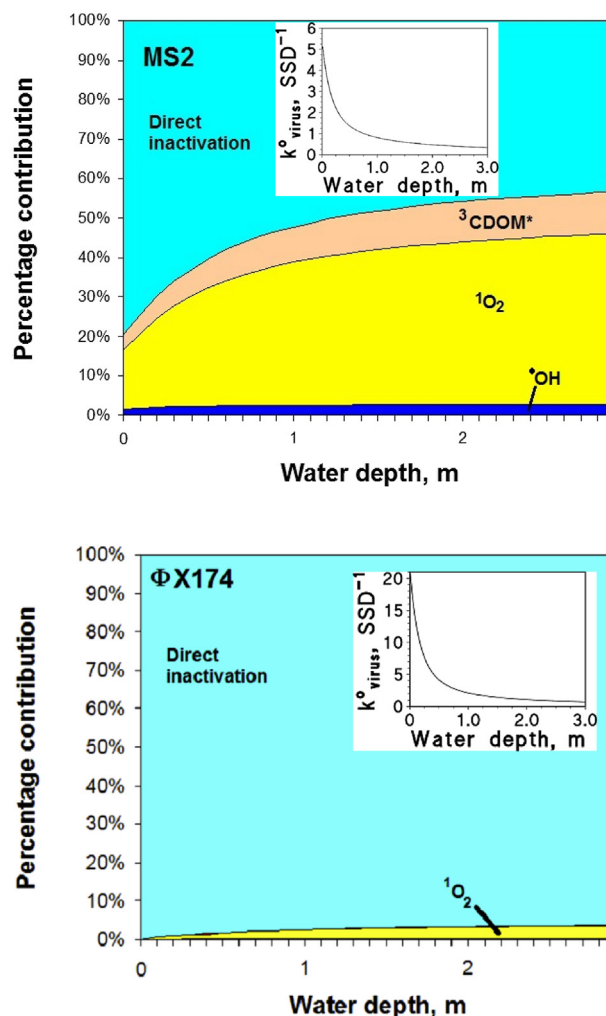 100%
90%
80%
70%
60%
50%
40%
30%
20%
10%
0%
Percentage contribution
MS2
Direct
inactivation
k°virus, SSD⁻¹
6
5
4
3
2
1
0
0 1.0 2.0 3.0
Water depth, m
³CDOM*
¹O₂
•OH
0 1 2
Water depth, m
100%
90%
80%
70%
60%
50%
40%
30%
20%
10%
0%
Percentage contribution
ΦX174
Direct
inactivation
k°virus, SSD⁻¹
20
15
10
5
0
0 1.0 2.0 3.0
Water depth, m
¹O₂
0 1 2
Water depth, m